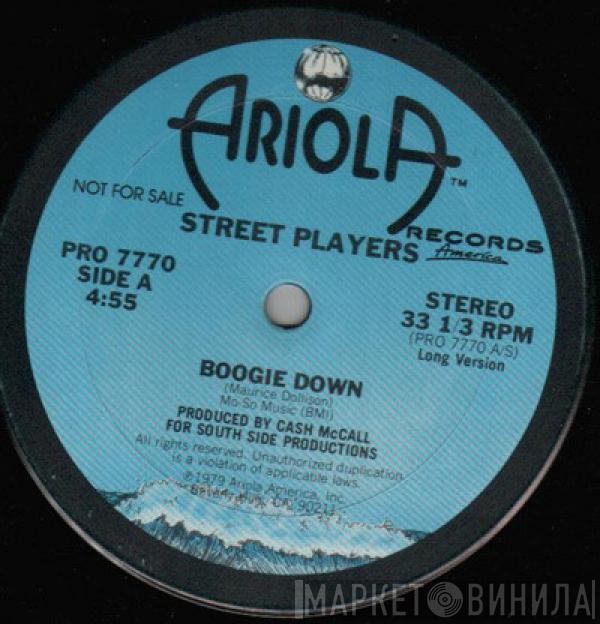 ARIOLA
TM
RECORDS
America
NOT FOR SALE
STREET PLAYERS
PRO 7770
SIDE A
4:55
STEREO
33 1/3 RPM
(PRO 7770 A/S)
Long Version
BOOGIE DOWN
(Maurice Dollison)
Mo-So Music (BMI)
PRODUCED BY CASH McCALL
FOR SOUTH SIDE PRODUCTIONS
All rights reserved. Unauthorized duplication
is a violation of applicable laws.
℗1979 Ariola America, Inc.
CA. 90211
МАРКЕТ ВИНИЛА